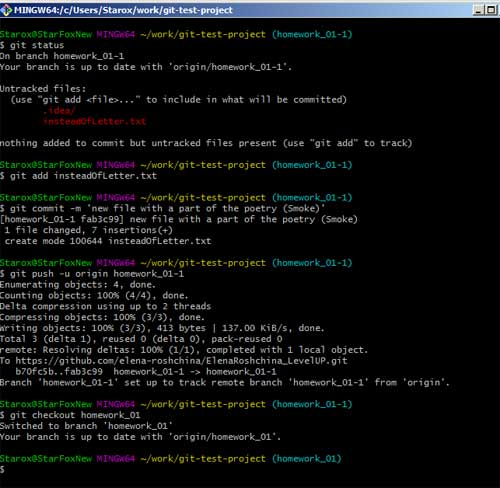 MINGW64:/c/Users/Starox/work/git-test-project
Starox@StarFoxNew MINGW64 ~/work/git-test-project (homework_01-1)
$ git status
On branch homework_01-1
Your branch is up to date with 'origin/homework_01-1'.
Untracked files:
(use "git add <file>..." to include in what will be committed)
.idea/
insteadOfLetter.txt
nothing added to commit but untracked files present (use "git add" to track)
Starox@StarFoxNew MINGW64 ~/work/git-test-project (homework_01-1)
$ git add insteadOfLetter.txt
Starox@StarFoxNew MINGW64 ~/work/git-test-project (homework_01-1)
$ git commit -m 'new file with a part of the poetry (Smoke)'
[homework_01-1 fab3c99] new file with a part of the poetry (Smoke)
1 file changed, 7 insertions(+)
create mode 100644 insteadOfLetter.txt
Starox@StarFoxNew MINGW64 ~/work/git-test-project (homework_01-1)
$ git push -u origin homework_01-1
Enumerating objects: 4, done.
Counting objects: 100% (4/4), done.
Delta compression using up to 2 threads
Compressing objects: 100% (3/3), done.
Writing objects: 100% (3/3), 413 bytes | 137.00 KiB/s, done.
Total 3 (delta 1), reused 0 (delta 0), pack-reused 0
remote: Resolving deltas: 100% (1/1), completed with 1 local object.
To https://github.com/elena-roshchina/ElenaRoshchina_LevelUP.git
b70fc5b..fab3c99 homework_01-1 -> homework_01-1
Branch 'homework_01-1' set up to track remote branch 'homework_01-1' from 'origin'.
Starox@StarFoxNew MINGW64 ~/work/git-test-project (homework_01-1)
$ git checkout homework_01
Switched to branch 'homework_01'
Your branch is up to date with 'origin/homework_01'.
Starox@StarFoxNew MINGW64 ~/work/git-test-project (homework_01)
$